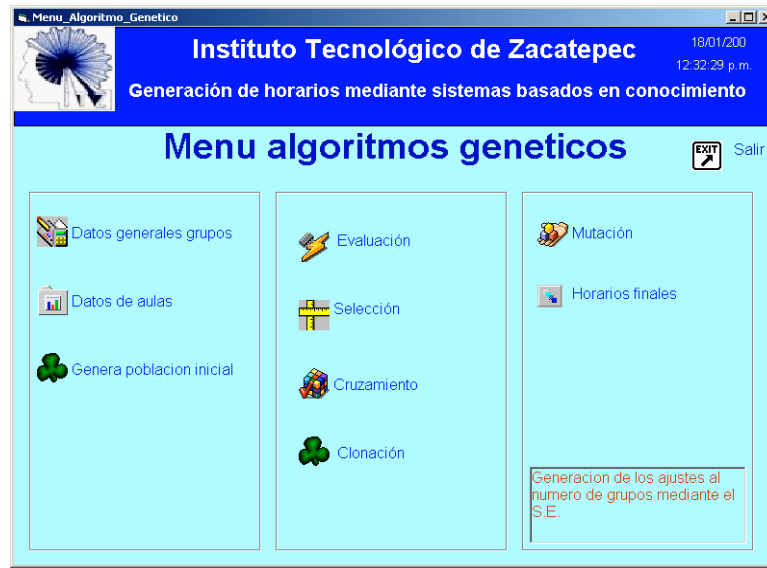 Menu_Algoritmo_Genetico
Instituto Tecnológico de Zacatepec
18/01/200
12:32:29 p.m.
Generación de horarios mediante sistemas basados en conocimiento
Menu algoritmos geneticos
EXIT
Salir
Datos generales grupos
Datos de aulas
Genera poblacion inicial
Evaluación
Selección
Cruzamiento
Clonación
Mutación
Horarios finales
Generacion de los ajustes al
numero de grupos mediante el
S.E.